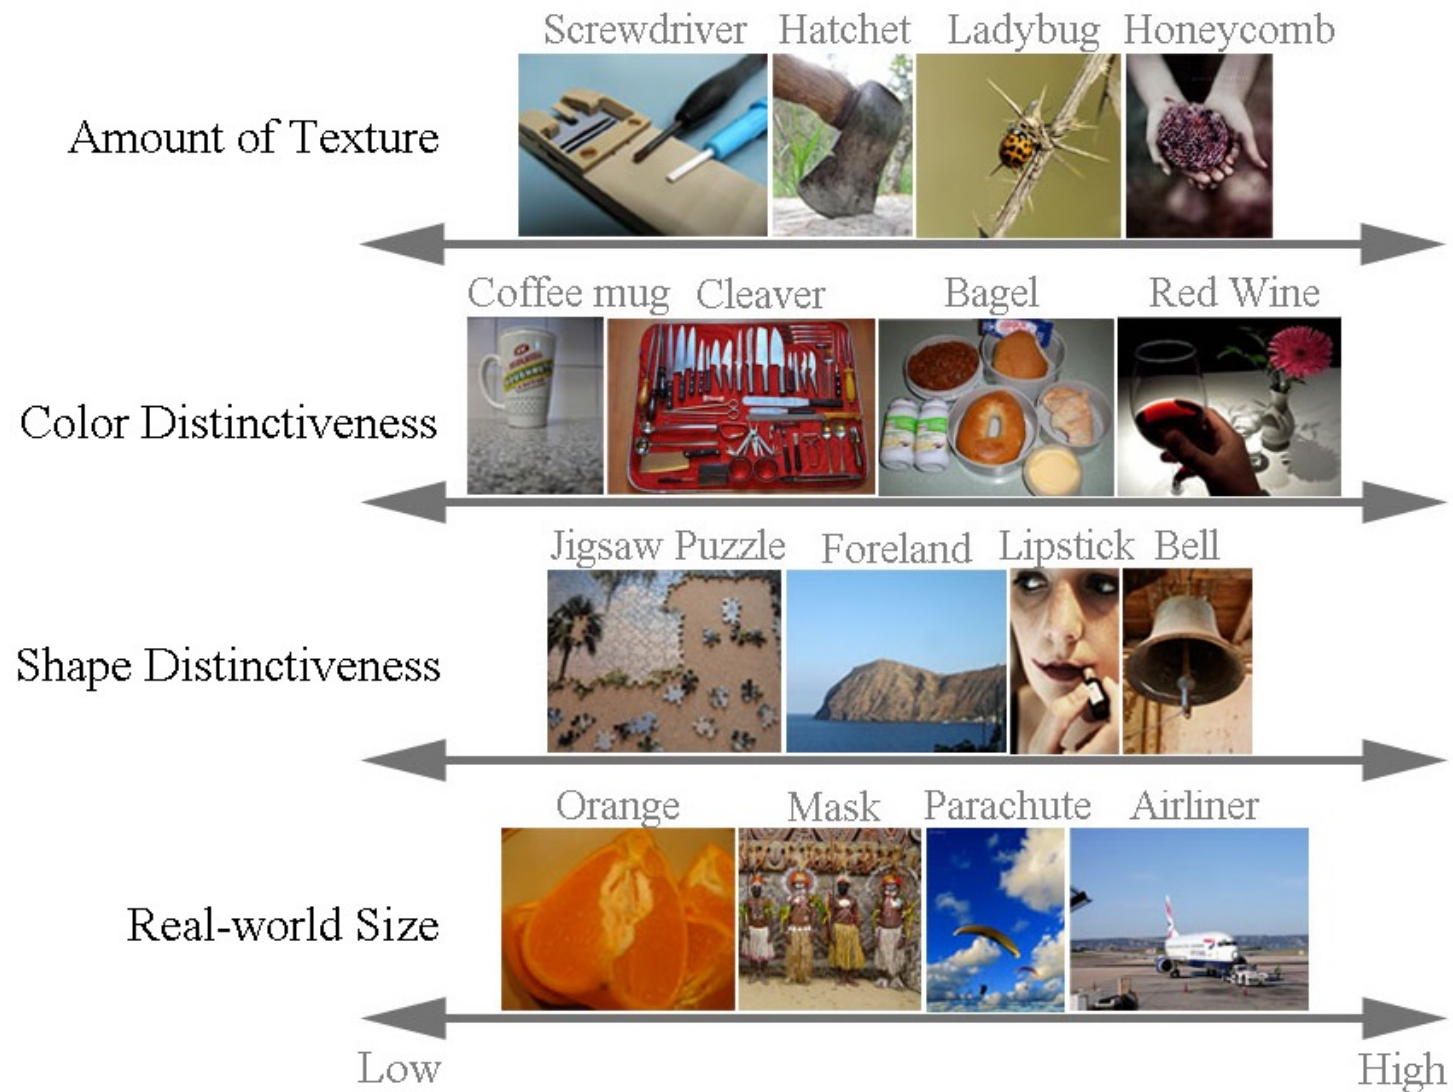 Screwdriver Hatchet Ladybug Honeycomb
Amount of Texture
Coffee mug Cleaver Bagel Red Wine
Color Distinctiveness
Jigsaw Puzzle Foreland Lipstick Bell
Shape Distinctiveness
Orange Mask Parachute Airliner
Real-world Size
Low High